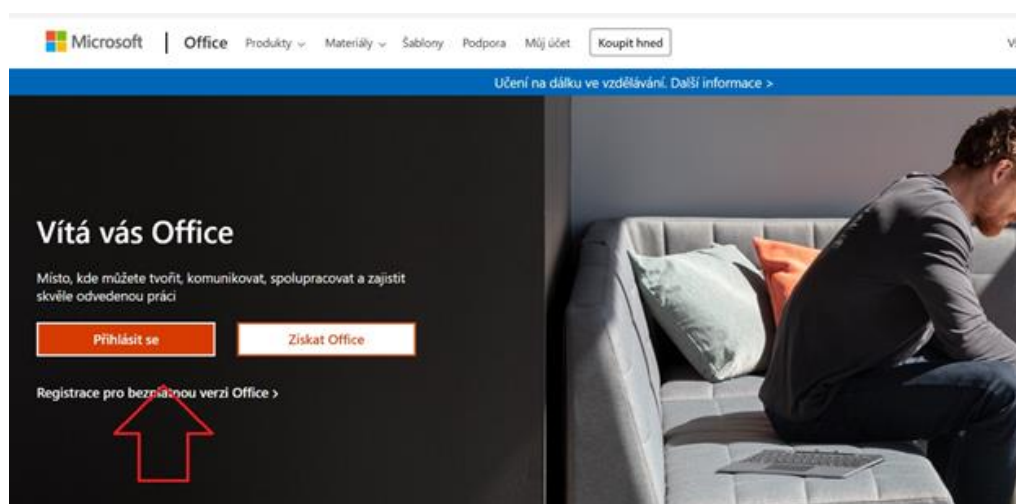 Microsoft | Office Produkty Materiály Šablony Podpora Můj účet Koupit hned
Učení na dálku ve vzdělávání. Další informace >
Vítá vás Office
Místo, kde můžete tvořit, komunikovat, spolupracovat a zajistit
skvěle odvedenou práci
Přihlásit se Získat Office
Registrace pro bezplatnou verzi Office >